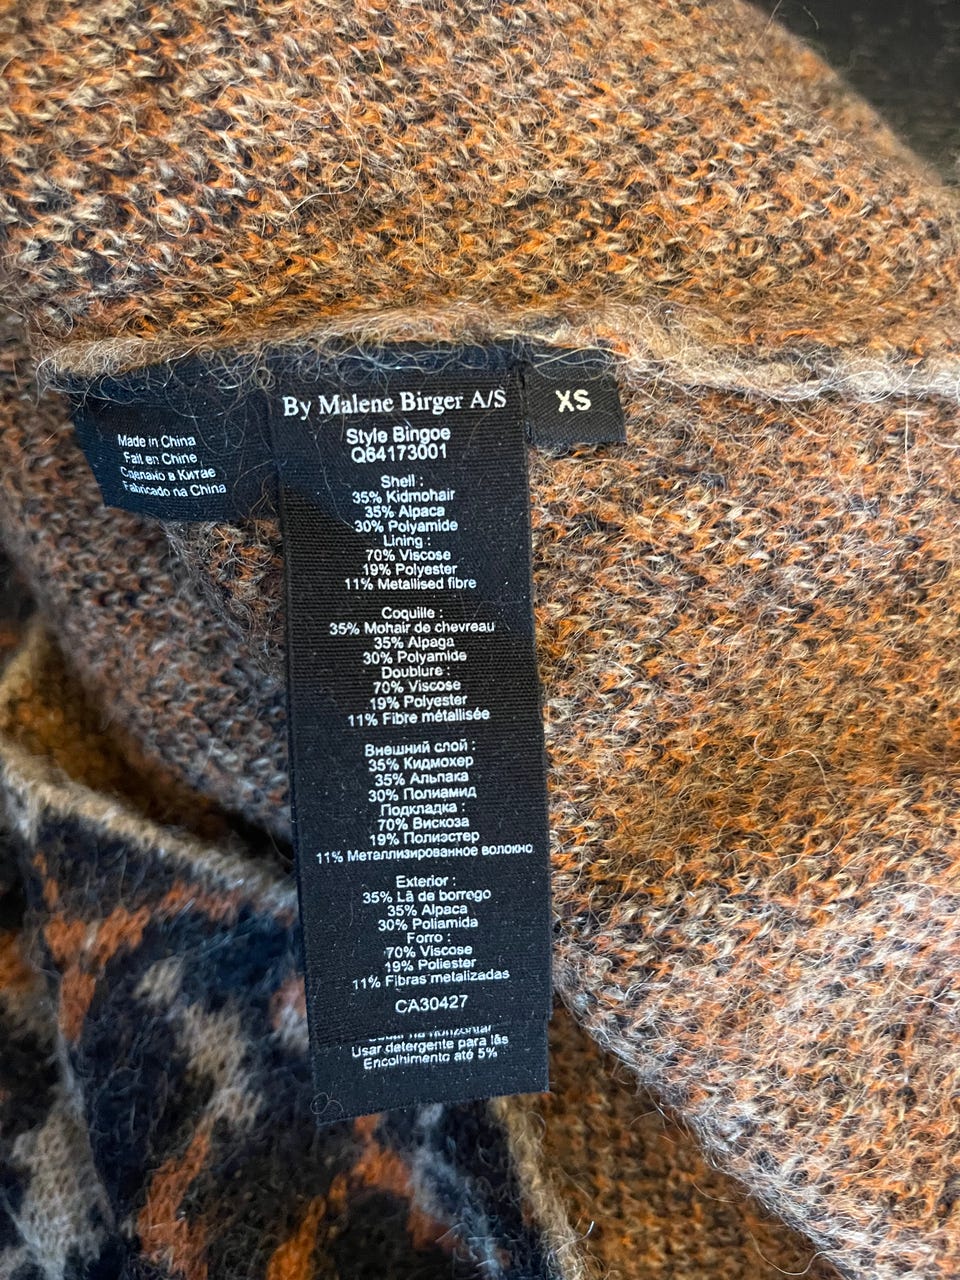 Made in China
Fait en Chine
Сделано в Китае
Fabricado na China
By Malene Birger A/S
XS
Style Bingoe
Q64173001
Shell :
35% Kidmohair
35% Alpaca
30% Polyamide
Lining :
70% Viscose
19% Polyester
11% Metallised fibre
Coquille :
35% Mohair de chevreau
35% Alpaga
30% Polyamide
Doublure :
70% Viscose
19% Polyester
11% Fibre métallisée
Внешний слой :
35% Кидмохер
35% Альпака
30% Полиамид
Подкладка :
70% Вискоза
19% Полиэстер
11% Металлизированное волокно
Exterior :
35% Lã de borrego
35% Alpaca
30% Poliamida
Forro :
70% Viscose
19% Poliester
11% Fibras metalizadas
CA30427
na horizontal
Usar detergente para lãs
Encolhimento até 5%